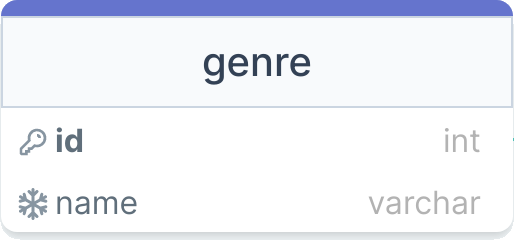 genre
id int
name varchar